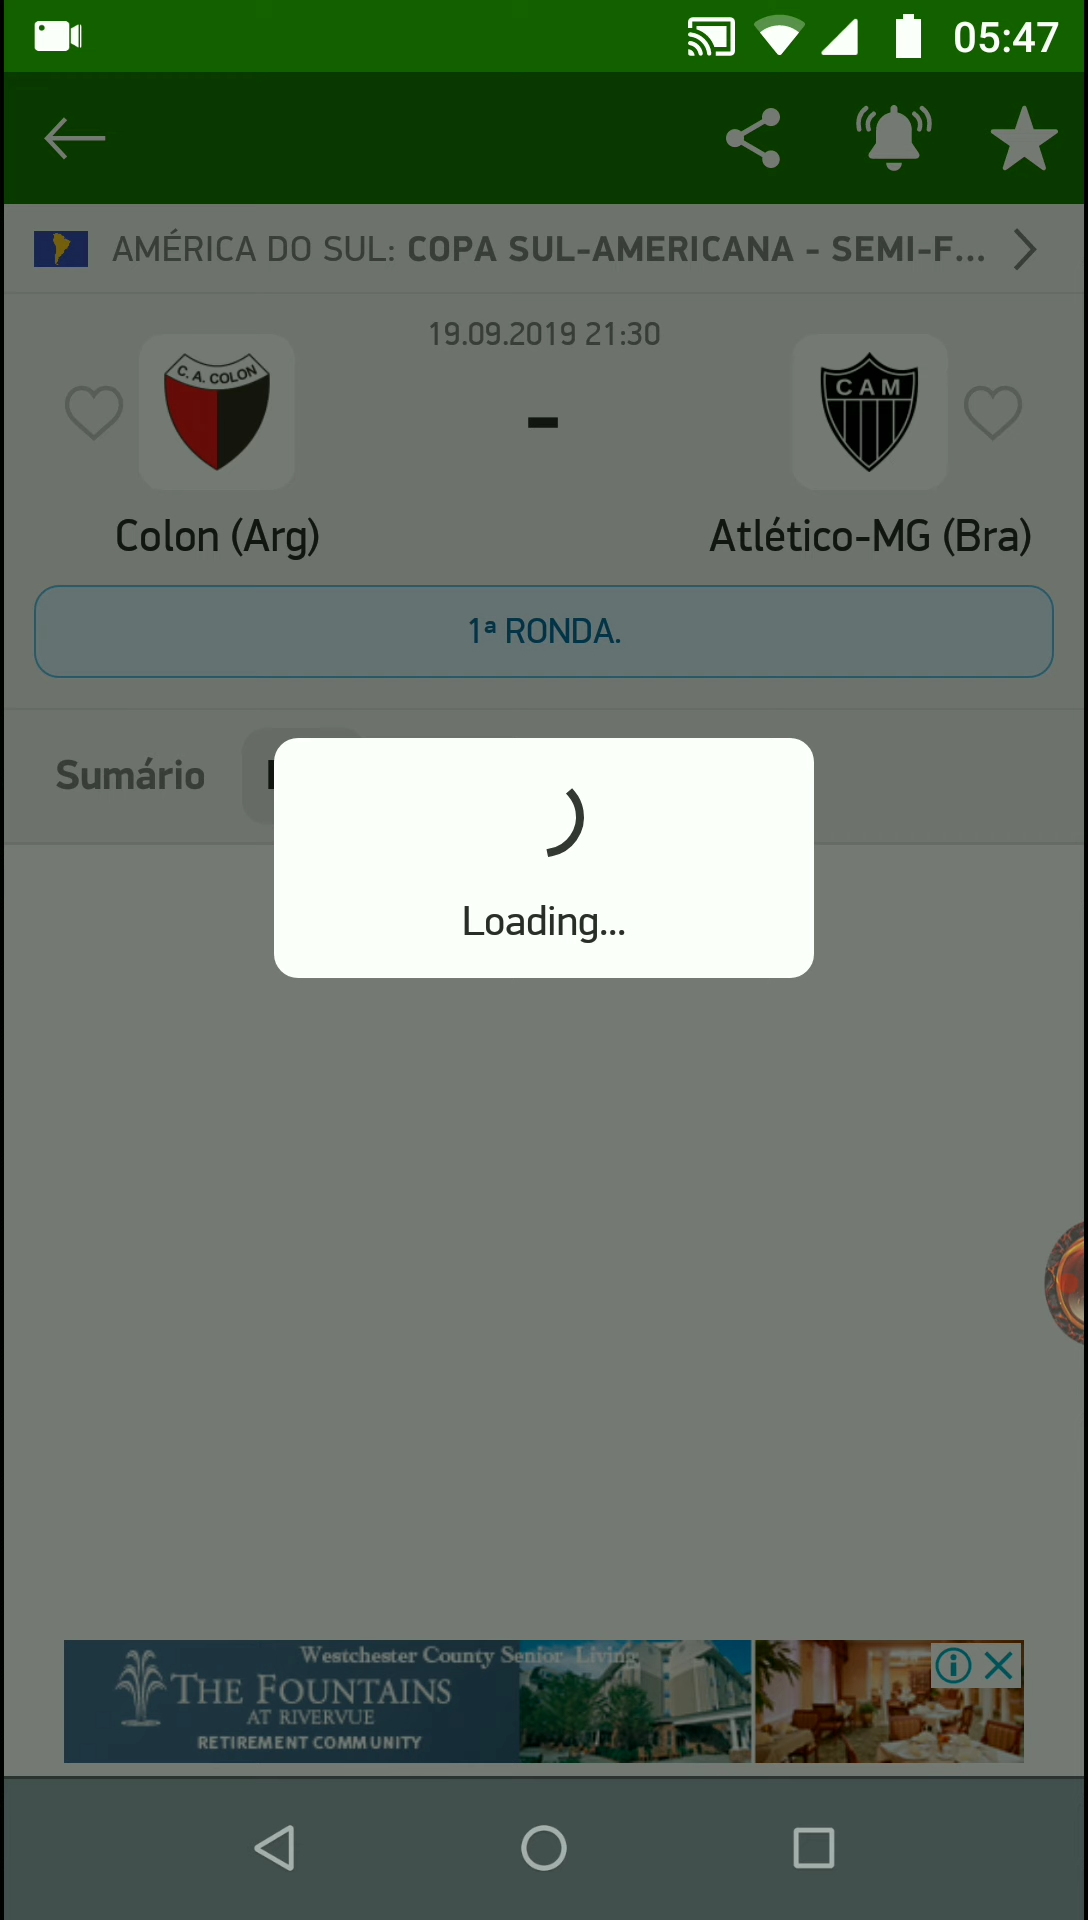 05:47
AMÉRICA DO SUL: COPA SUL-AMERICANA - SEMI-F...
19.09.2019 21:30
C. A. COLON
CAM
-
Colon (Arg)
Atlético-MG (Bra)
1ª RONDA.
Sumário
Loading...
Westchester County Senior Living
THE FOUNTAINS
AT RIVERVUE
RETIREMENT COMMUNITY